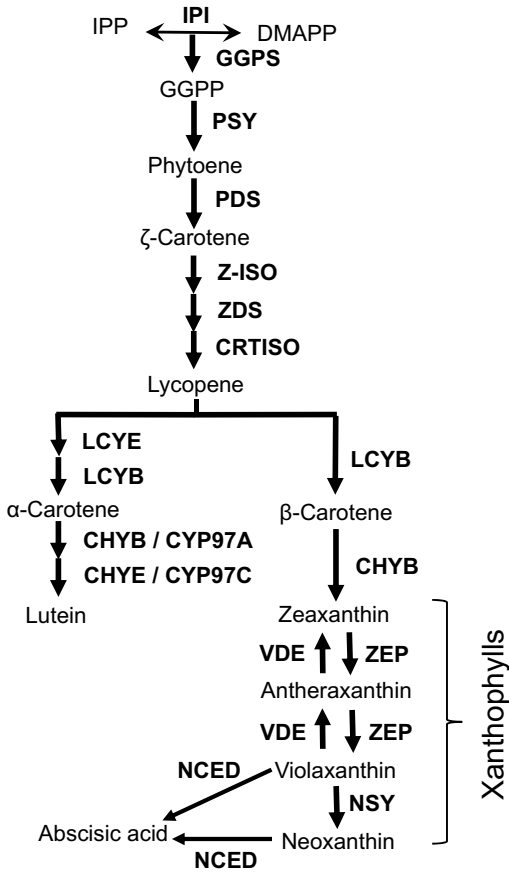 IPP IPI DMAPP
GGPS
GGPP
PSY
Phytoene
PDS
ζ-Carotene
Z-ISO
ZDS
CRTISO
Lycopene
LCYE
LCYB
LCYB
α-Carotene
β-Carotene
CHYB / CYP97A
CHYE / CYP97C
CHYB
Lutein
Zeaxanthin
VDE ZEP
Antheraxanthin
VDE ZEP
NCED
Violaxanthin
NSY
Abscisic acid
Neoxanthin
NCED
Xanthophylls